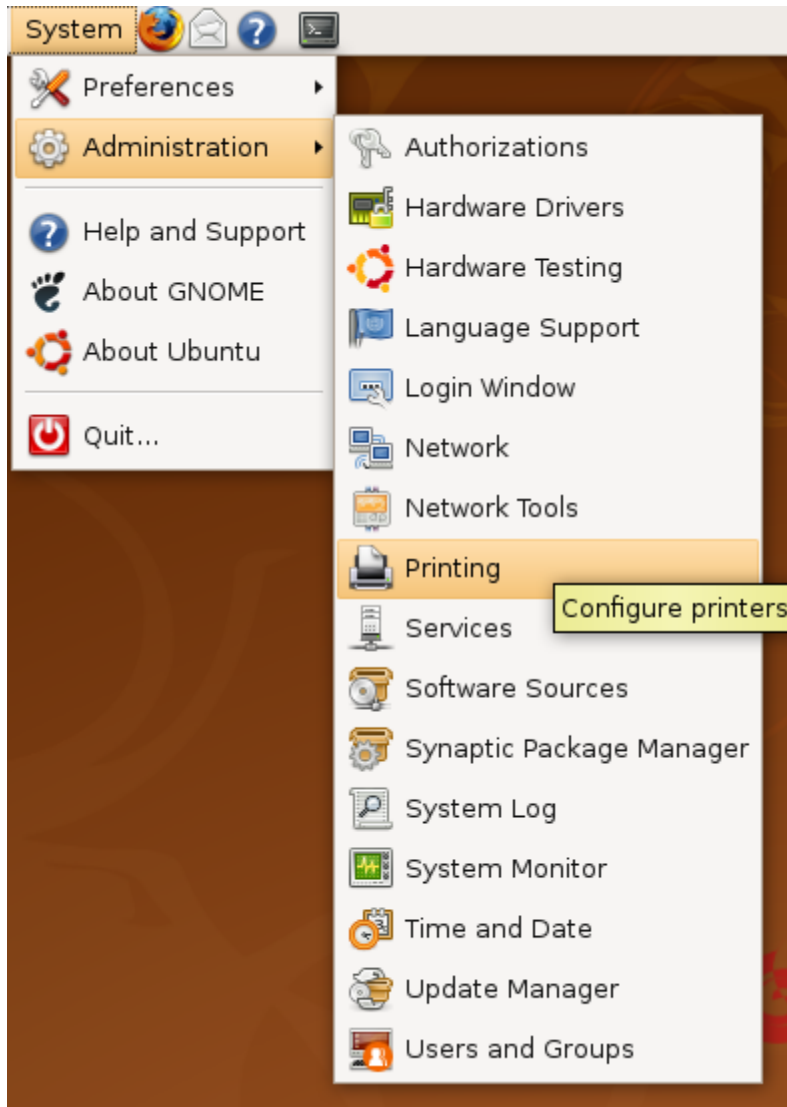 System
Preferences
Administration
Help and Support
About GNOME
About Ubuntu
Quit...
Authorizations
Hardware Drivers
Hardware Testing
Language Support
Login Window
Network
Network Tools
Printing
Configure printers
Services
Software Sources
Synaptic Package Manager
System Log
System Monitor
Time and Date
Update Manager
Users and Groups